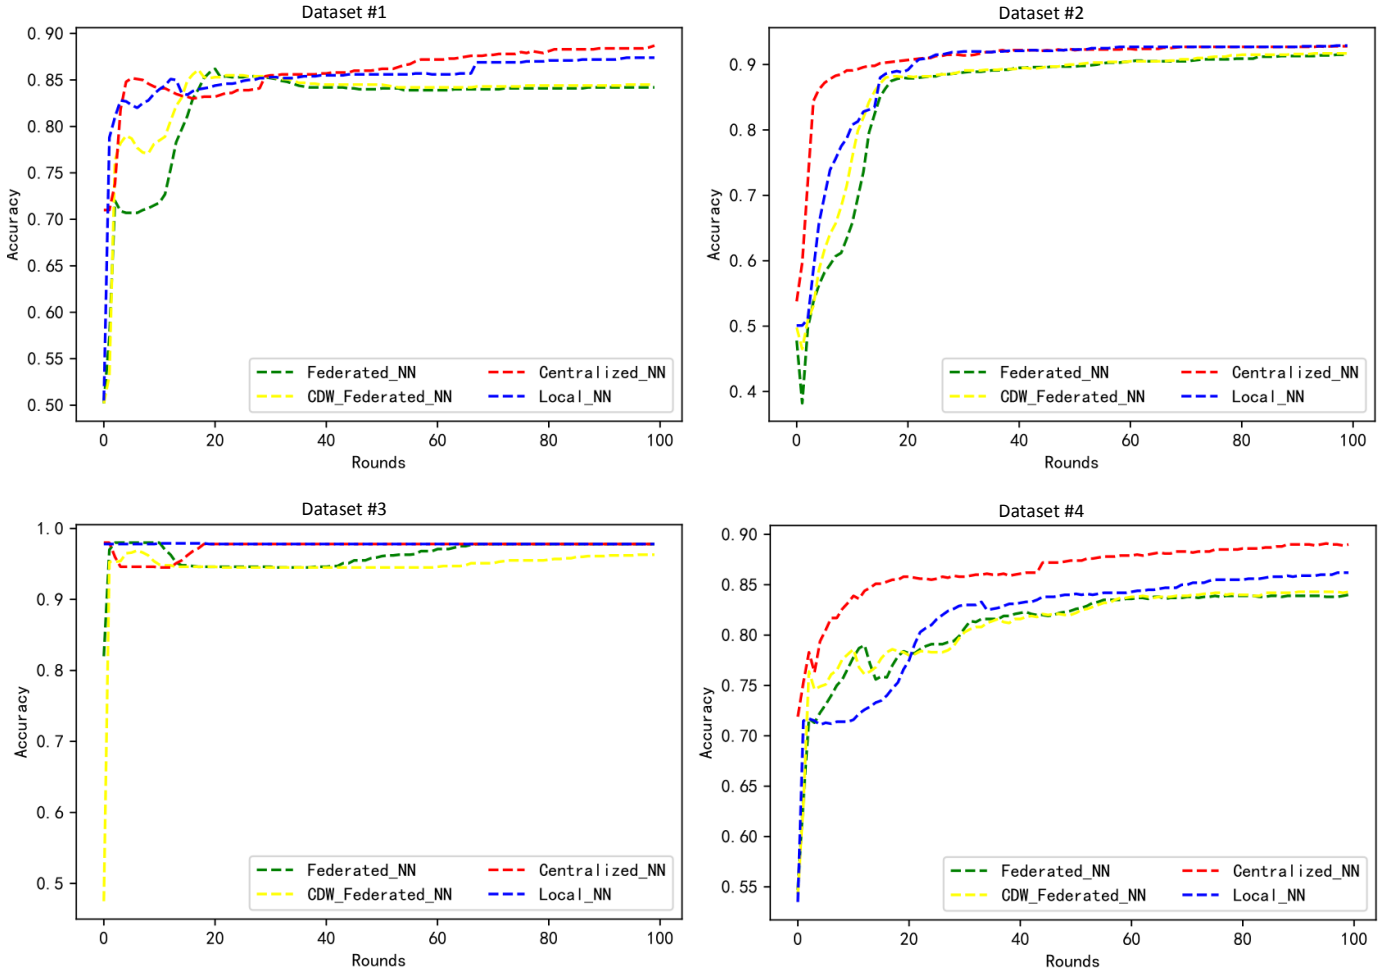 Dataset #1
0.90
0.85
0.80
0.75
0.70
0.65
0.60
0.55
0.50
Accuracy
Federated_NN
CDW_Federated_NN
Centralized_NN
Local_NN
0 20 40 60 80 100
Rounds
Dataset #2
0.9
0.8
0.7
0.6
0.5
0.4
Accuracy
Federated_NN
CDW_Federated_NN
Centralized_NN
Local_NN
0 20 40 60 80 100
Rounds
Dataset #3
1.0
0.9
0.8
0.7
0.6
0.5
Accuracy
Federated_NN
CDW_Federated_NN
Centralized_NN
Local_NN
0 20 40 60 80 100
Rounds
Dataset #4
0.90
0.85
0.80
0.75
0.70
0.65
0.60
0.55
Accuracy
Federated_NN
CDW_Federated_NN
Centralized_NN
Local_NN
0 20 40 60 80 100
Rounds